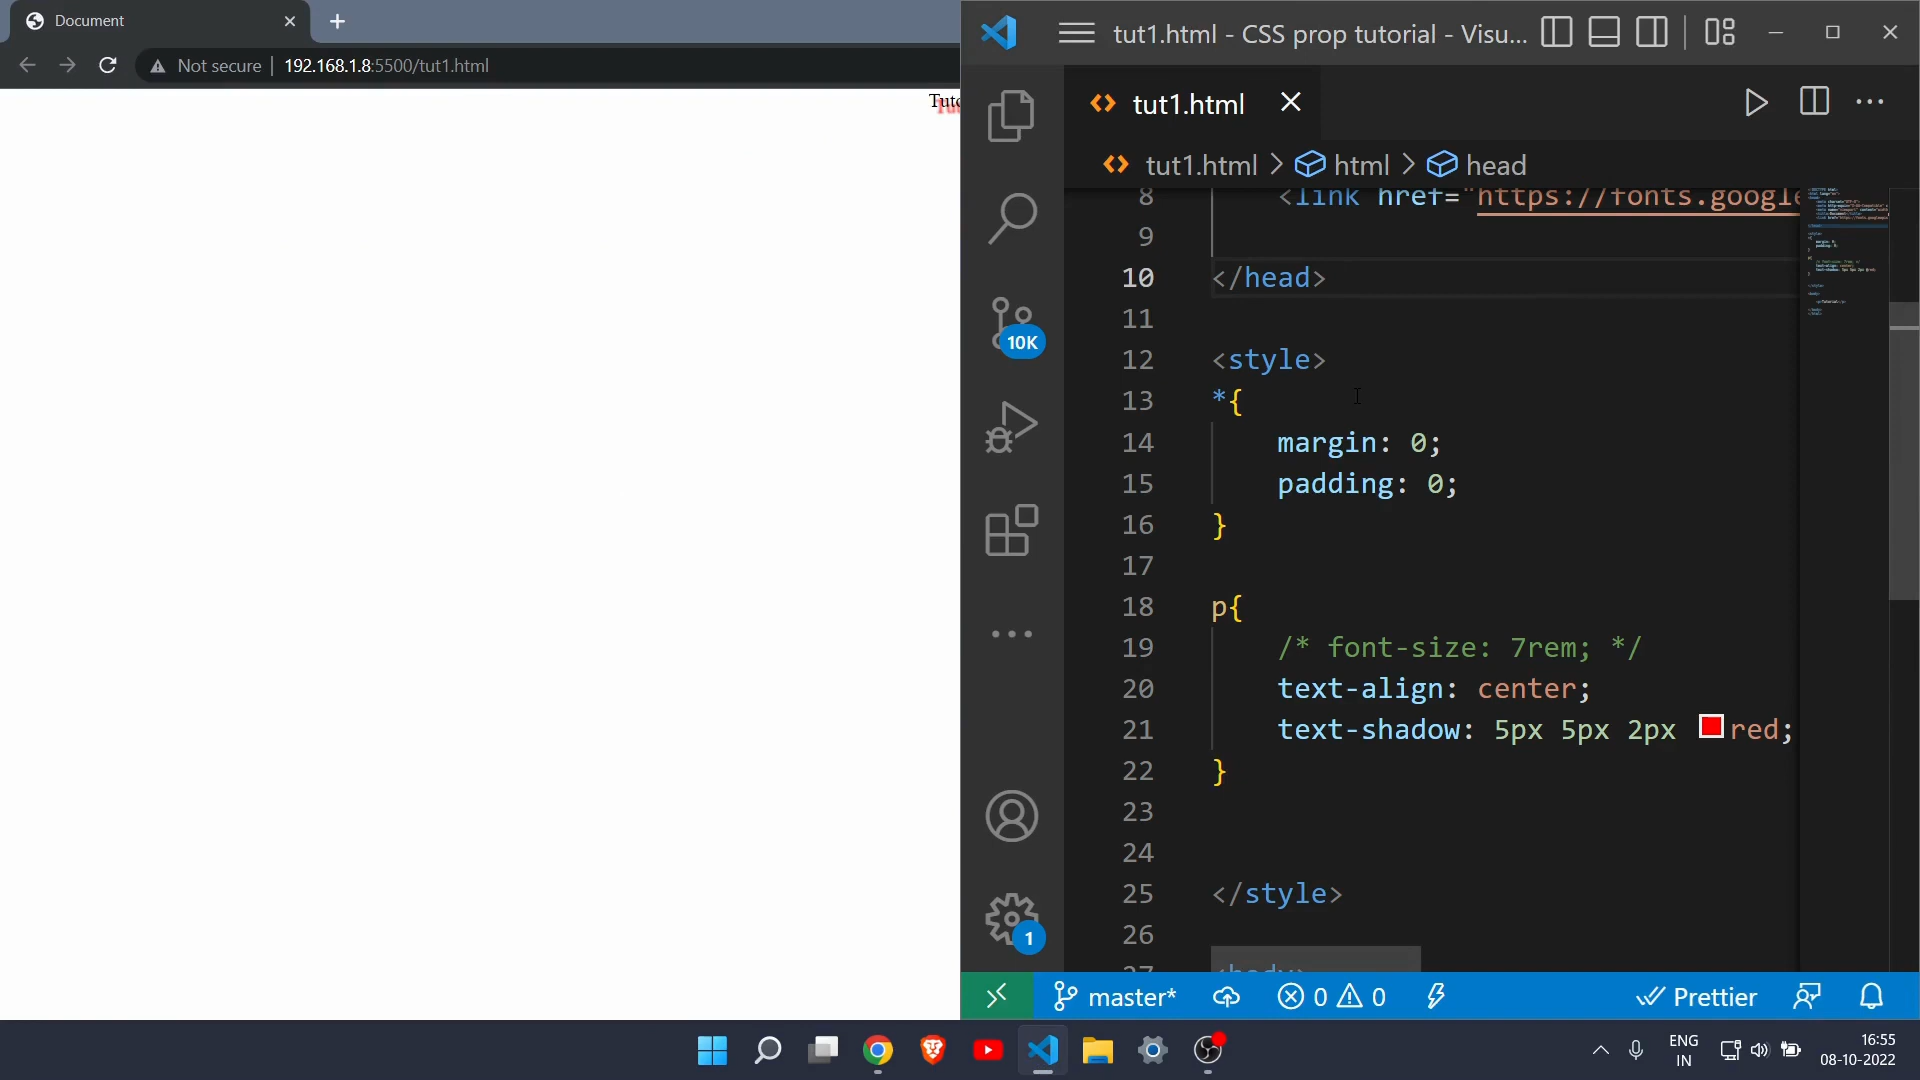 Document
Not secure
192.168.1.8:5500/tut1.html
Tuto
tut1.html - CSS prop tutorial - Visu...
tut1.html
tut1.html > html > head
8 <link href="https://fonts.google
9
10 </head>
11
12 <style>
13 *{
14 margin: 0;
15 padding: 0;
16 }
17
18 p{
19 /* font-size: 7rem; */
20 text-align: center;
21 text-shadow: 5px 5px 2px red;
22 }
23
24
25 </style>
26
27 <body>
10K
1
master*
0
0
Prettier
ENG
IN
16:55
08-10-2022